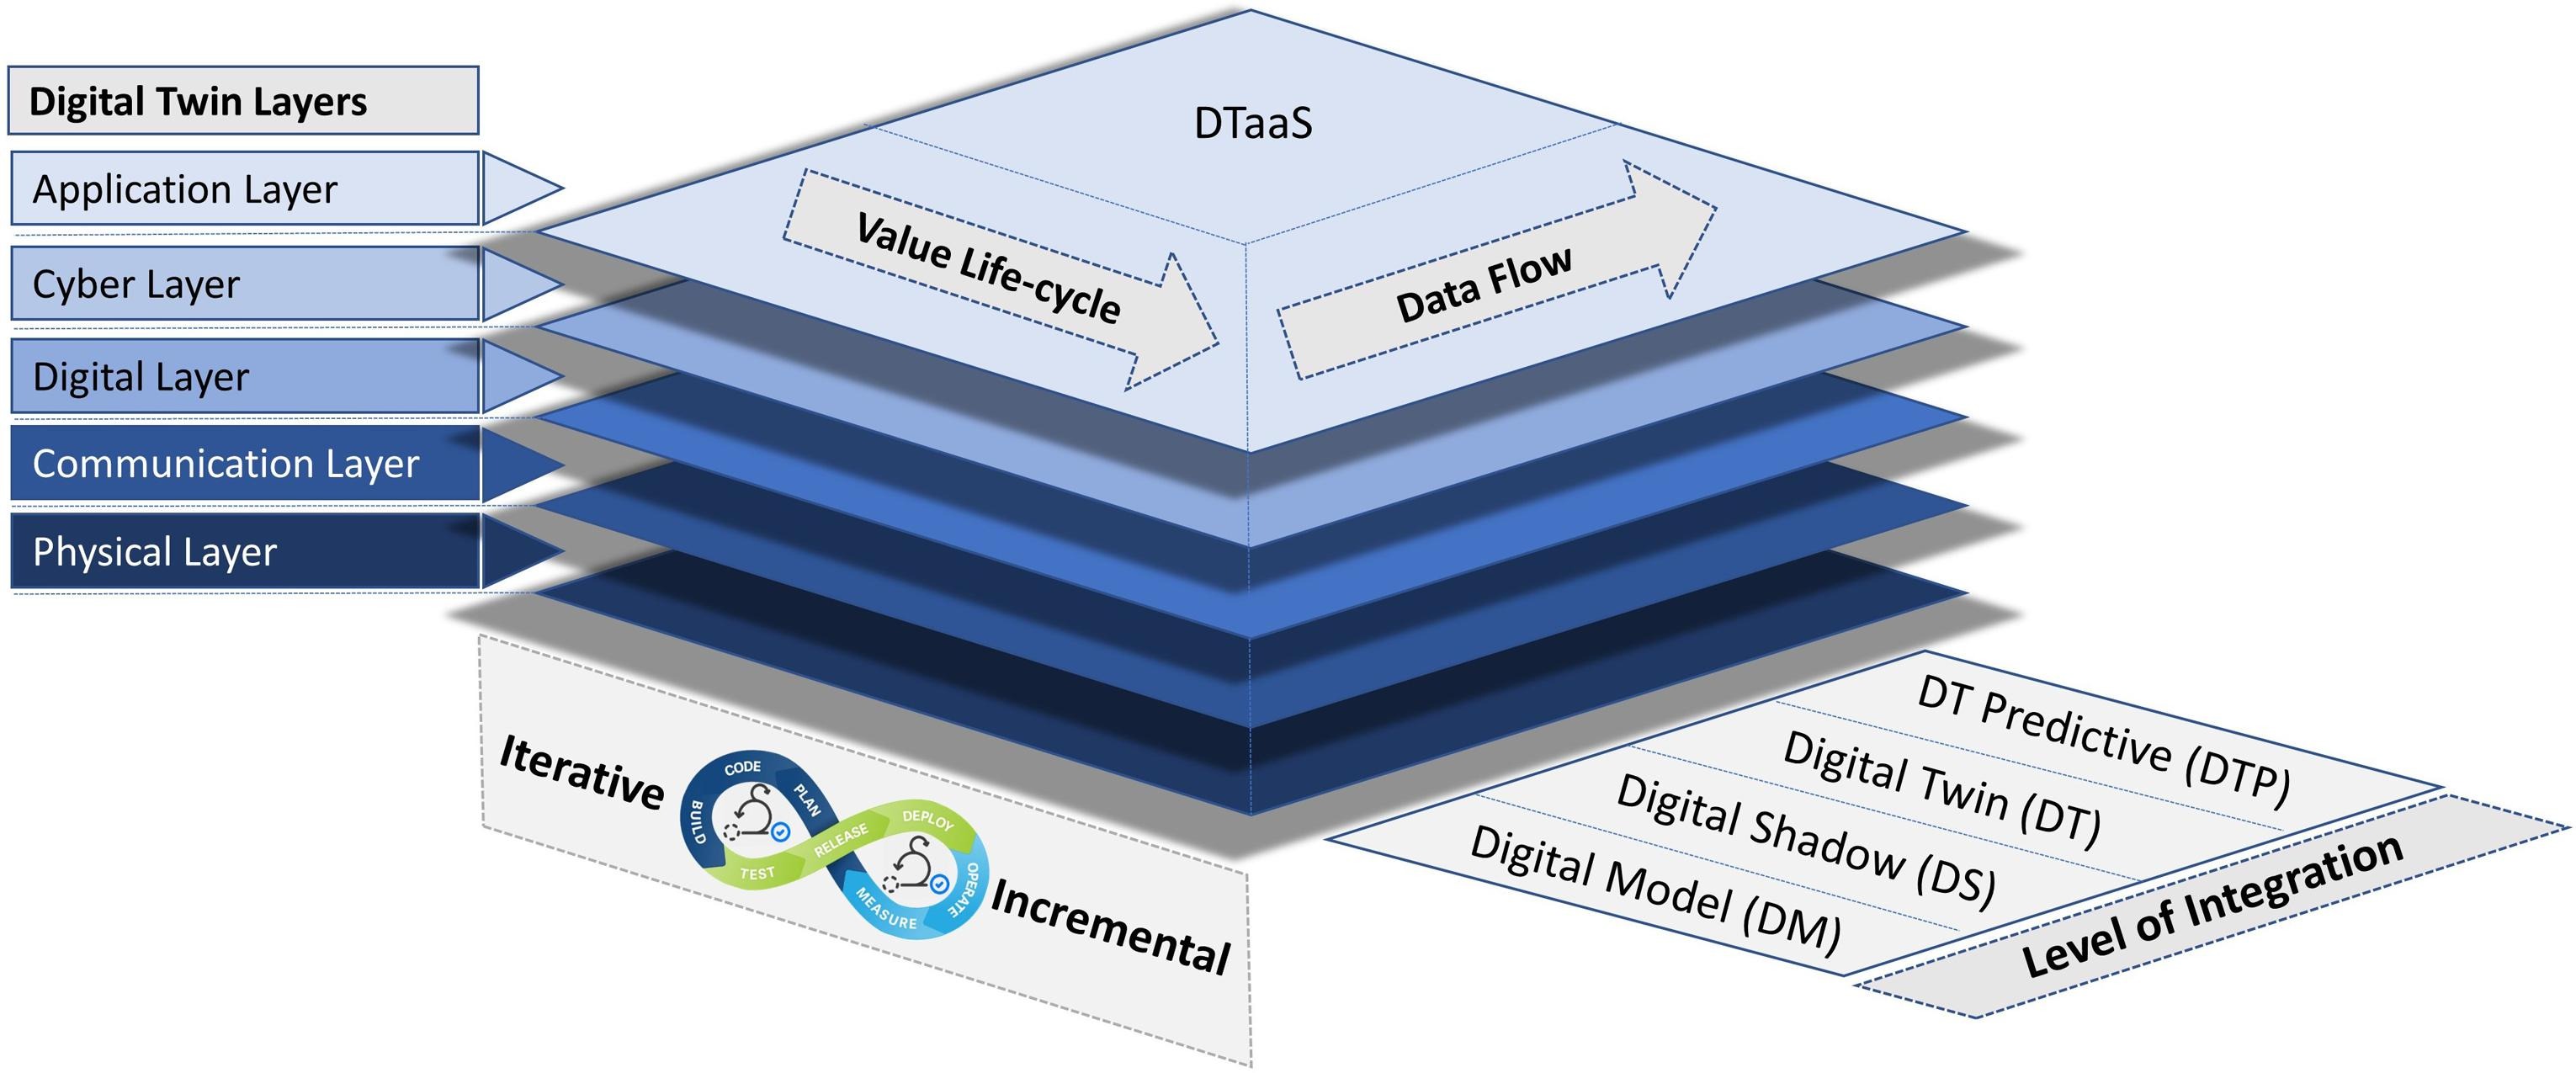 Digital Twin Layers
Application Layer
Cyber Layer
Digital Layer
Communication Layer
Physical Layer
DTaaS
Value Life-cycle
Data Flow
Iterative
CODE
PLAN
BUILD
TEST
RELEASE
DEPLOY
OPERATE
MEASURE
Incremental
DT Predictive (DTP)
Digital Twin (DT)
Digital Shadow (DS)
Digital Model (DM)
Level of Integration